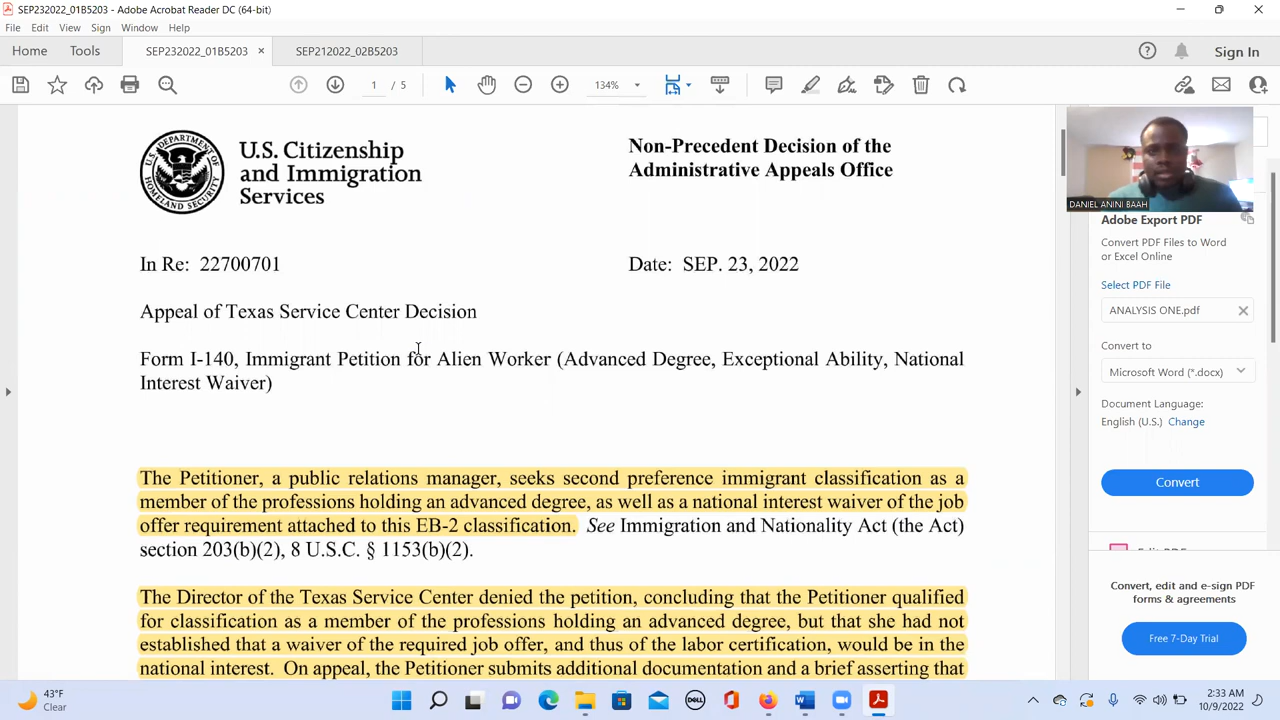 SEP232022_01B5203 - Adobe Acrobat Reader DC (64-bit)
File Edit View Sign Window Help
Home Tools SEP232022_01B5203 × SEP212022_02B5203 Sign In
1 / 5 134%
U.S. Citizenship
and Immigration
Services
U.S. DEPARTMENT OF
HOMELAND SECURITY
Non-Precedent Decision of the
Administrative Appeals Office
In Re: 22700701 Date: SEP. 23, 2022
Appeal of Texas Service Center Decision
Form I-140, Immigrant Petition for Alien Worker (Advanced Degree, Exceptional Ability, National
Interest Waiver)
The Petitioner, a public relations manager, seeks second preference immigrant classification as a
member of the professions holding an advanced degree, as well as a national interest waiver of the job
offer requirement attached to this EB-2 classification. See Immigration and Nationality Act (the Act)
section 203(b)(2), 8 U.S.C. § 1153(b)(2).
The Director of the Texas Service Center denied the petition, concluding that the Petitioner qualified
for classification as a member of the professions holding an advanced degree, but that she had not
established that a waiver of the required job offer, and thus of the labor certification, would be in the
national interest. On appeal, the Petitioner submits additional documentation and a brief asserting that
DANIEL ANINI BAAH
Adobe Export PDF
Convert PDF Files to Word
or Excel Online
Select PDF File
ANALYSIS ONE.pdf
Convert to
Microsoft Word (*.docx)
Document Language:
English (U.S.) Change
Convert
Edit PDF
Convert, edit and e-sign PDF
forms & agreements
Free 7-Day Trial
43°F
Clear
DELL
2:33 AM
10/9/2022